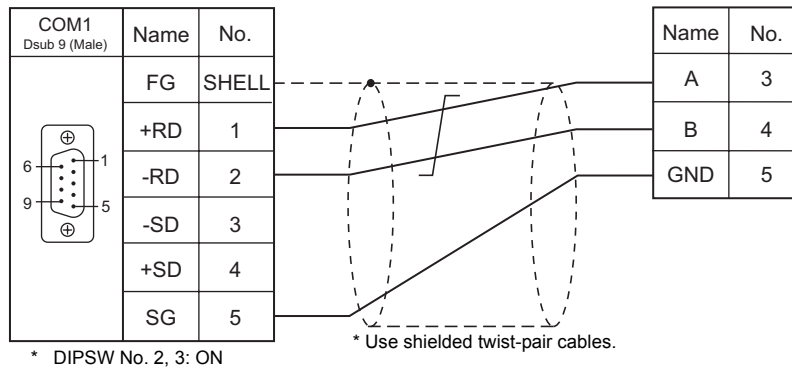 COM1
Dsub 9 (Male)
Name No.
FG SHELL
+RD 1
-RD 2
-SD 3
+SD 4
SG 5
6 1
9 5
Name No.
A 3
B 4
GND 5
* Use shielded twist-pair cables.
* DIPSW No. 2, 3: ON